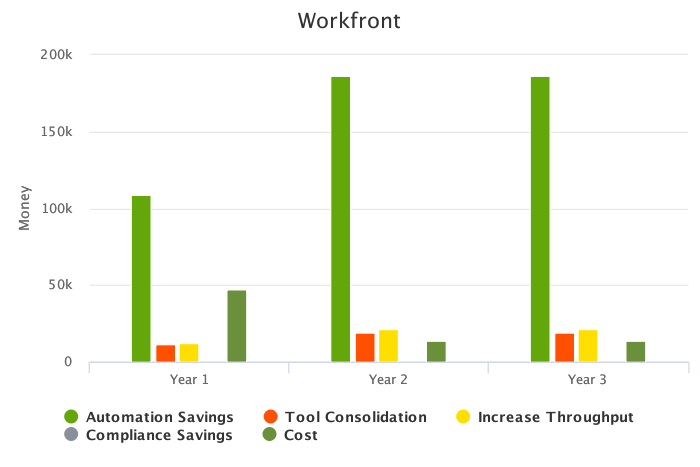 Workfront
200k
150k
100k
50k
0
Money
Year 1 Year 2 Year 3
Automation Savings Tool Consolidation Increase Throughput
Compliance Savings Cost